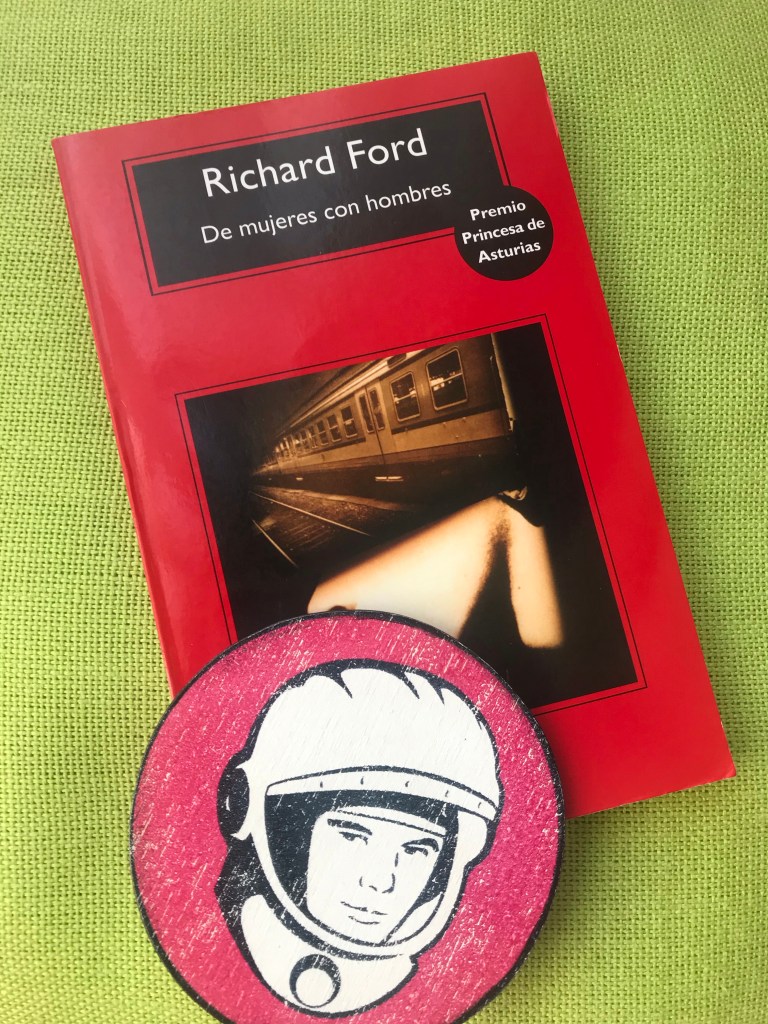 Richard Ford
De mujeres con hombres
Premio
Princesa de
Asturias